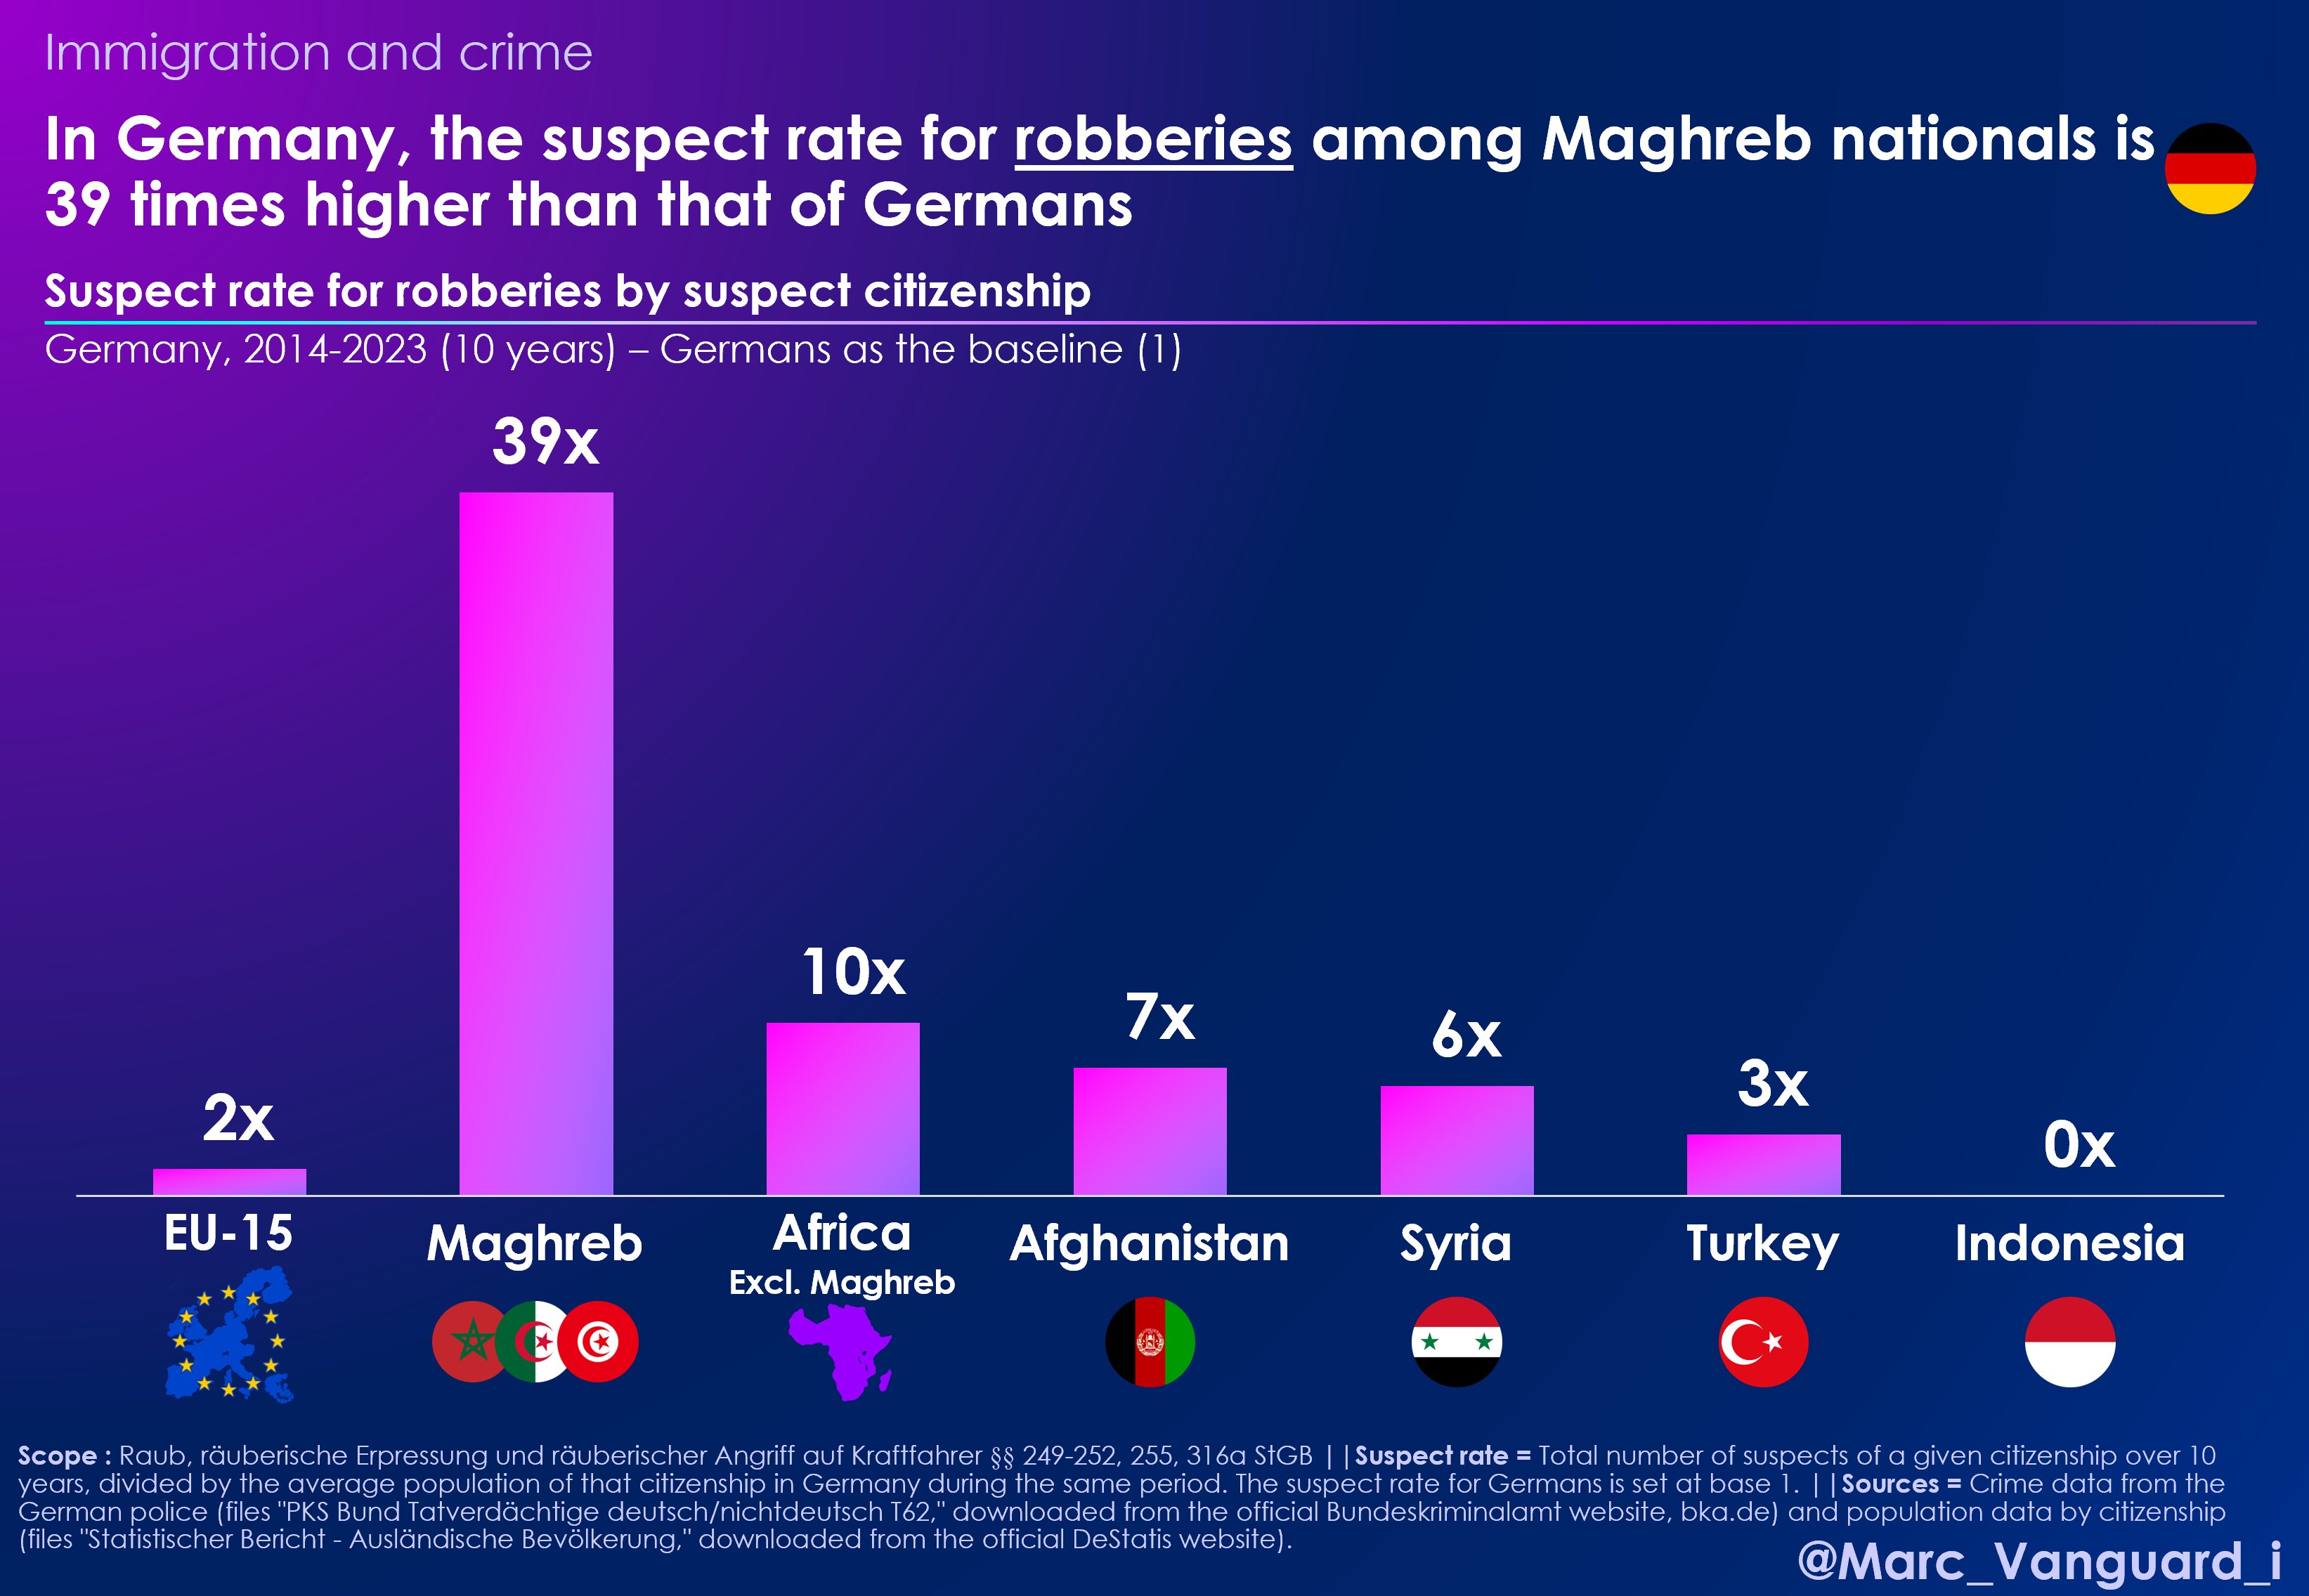 Immigration and crime
In Germany, the suspect rate for robberies among Maghreb nationals is
39 times higher than that of Germans
Suspect rate for robberies by suspect citizenship
Germany, 2014-2023 (10 years) – Germans as the baseline (1)
39x
10x
7x
6x
3x
2x
0x
EU-15
Maghreb
Africa
Excl. Maghreb
Afghanistan
Syria
Turkey
Indonesia
Scope : Raub, räuberische Erpressung und räuberischer Angriff auf Kraftfahrer §§ 249-252, 255, 316a StGB ||Suspect rate = Total number of suspects of a given citizenship over 10
years, divided by the average population of that citizenship in Germany during the same period. The suspect rate for Germans is set at base 1. ||Sources = Crime data from the
German police (files "PKS Bund Tatverdächtige deutsch/nichtdeutsch T62," downloaded from the official Bundeskriminalamt website, bka.de) and population data by citizenship
(files "Statistischer Bericht - Ausländische Bevölkerung," downloaded from the official DeStatis website).
@Marc_Vanguard_i